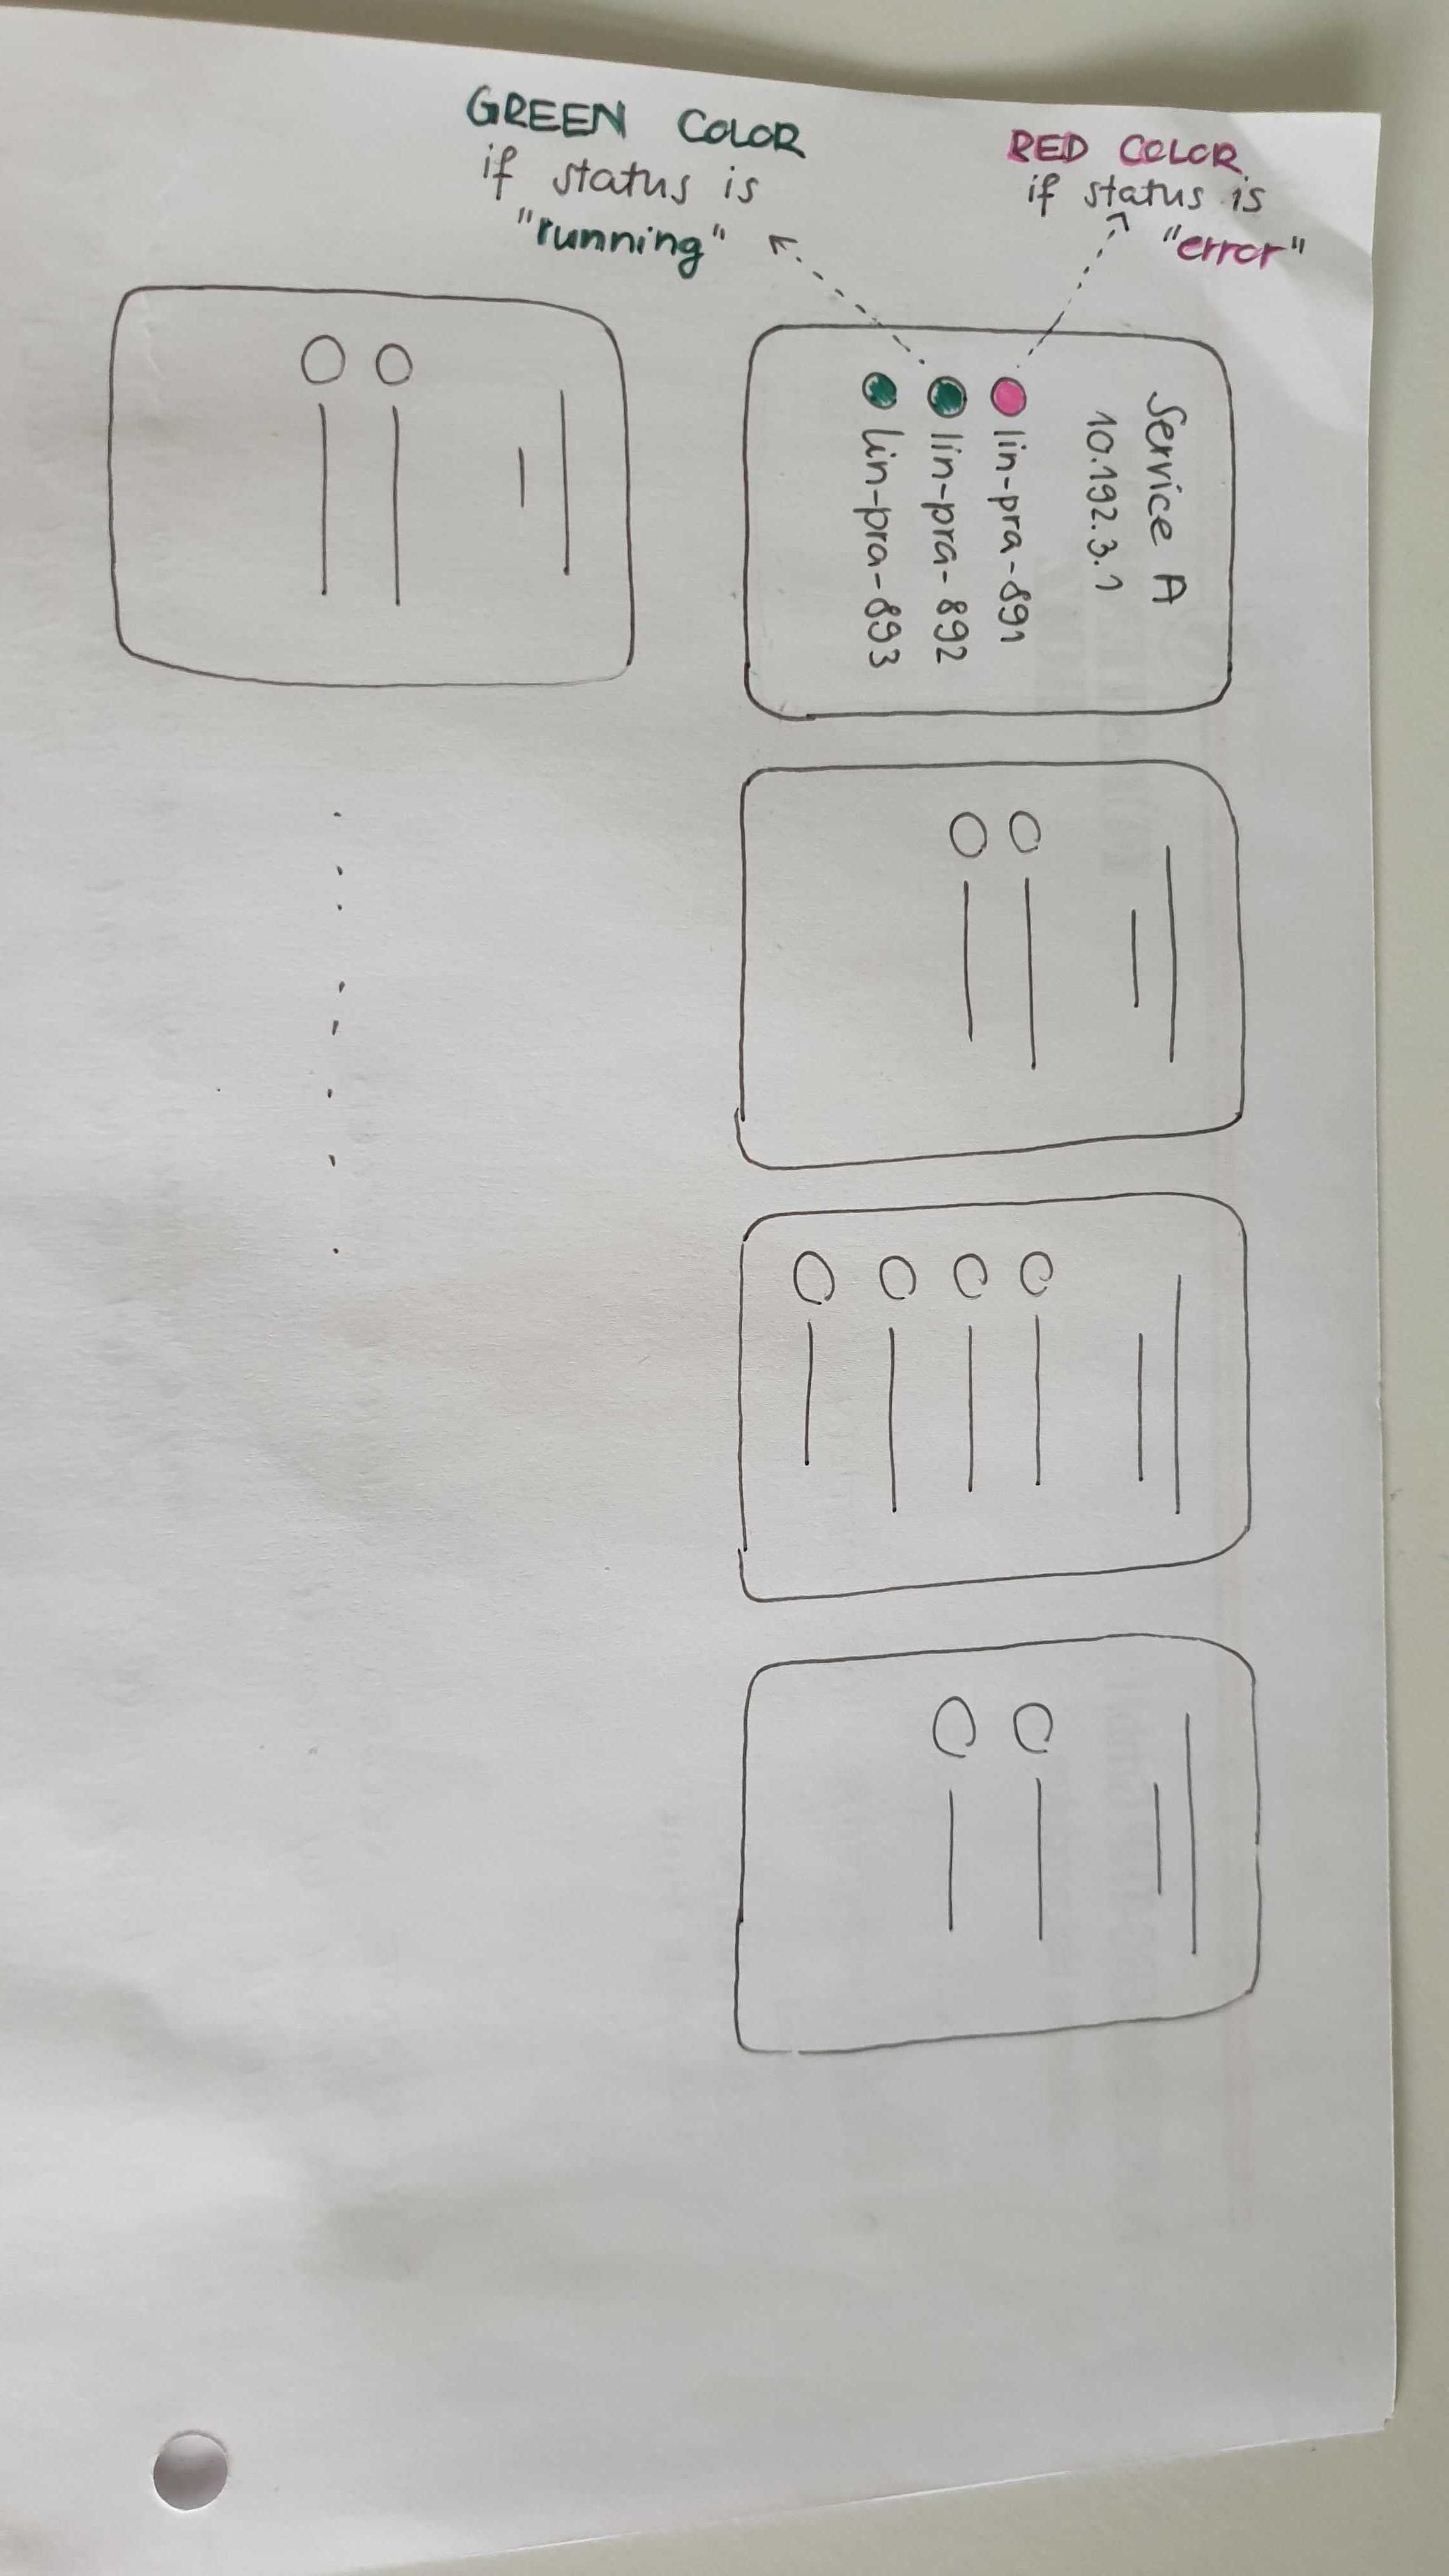 RED COLOR
if status is
"error"
GREEN COLOR
if status is
"running"
Service A
10.192.3.1
lin-pra-891
lin-pra-892
lin-pra-893